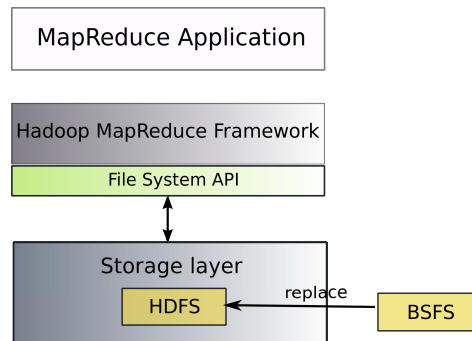 MapReduce Application
Hadoop MapReduce Framework
File System API
Storage layer
HDFS
replace
BSFS